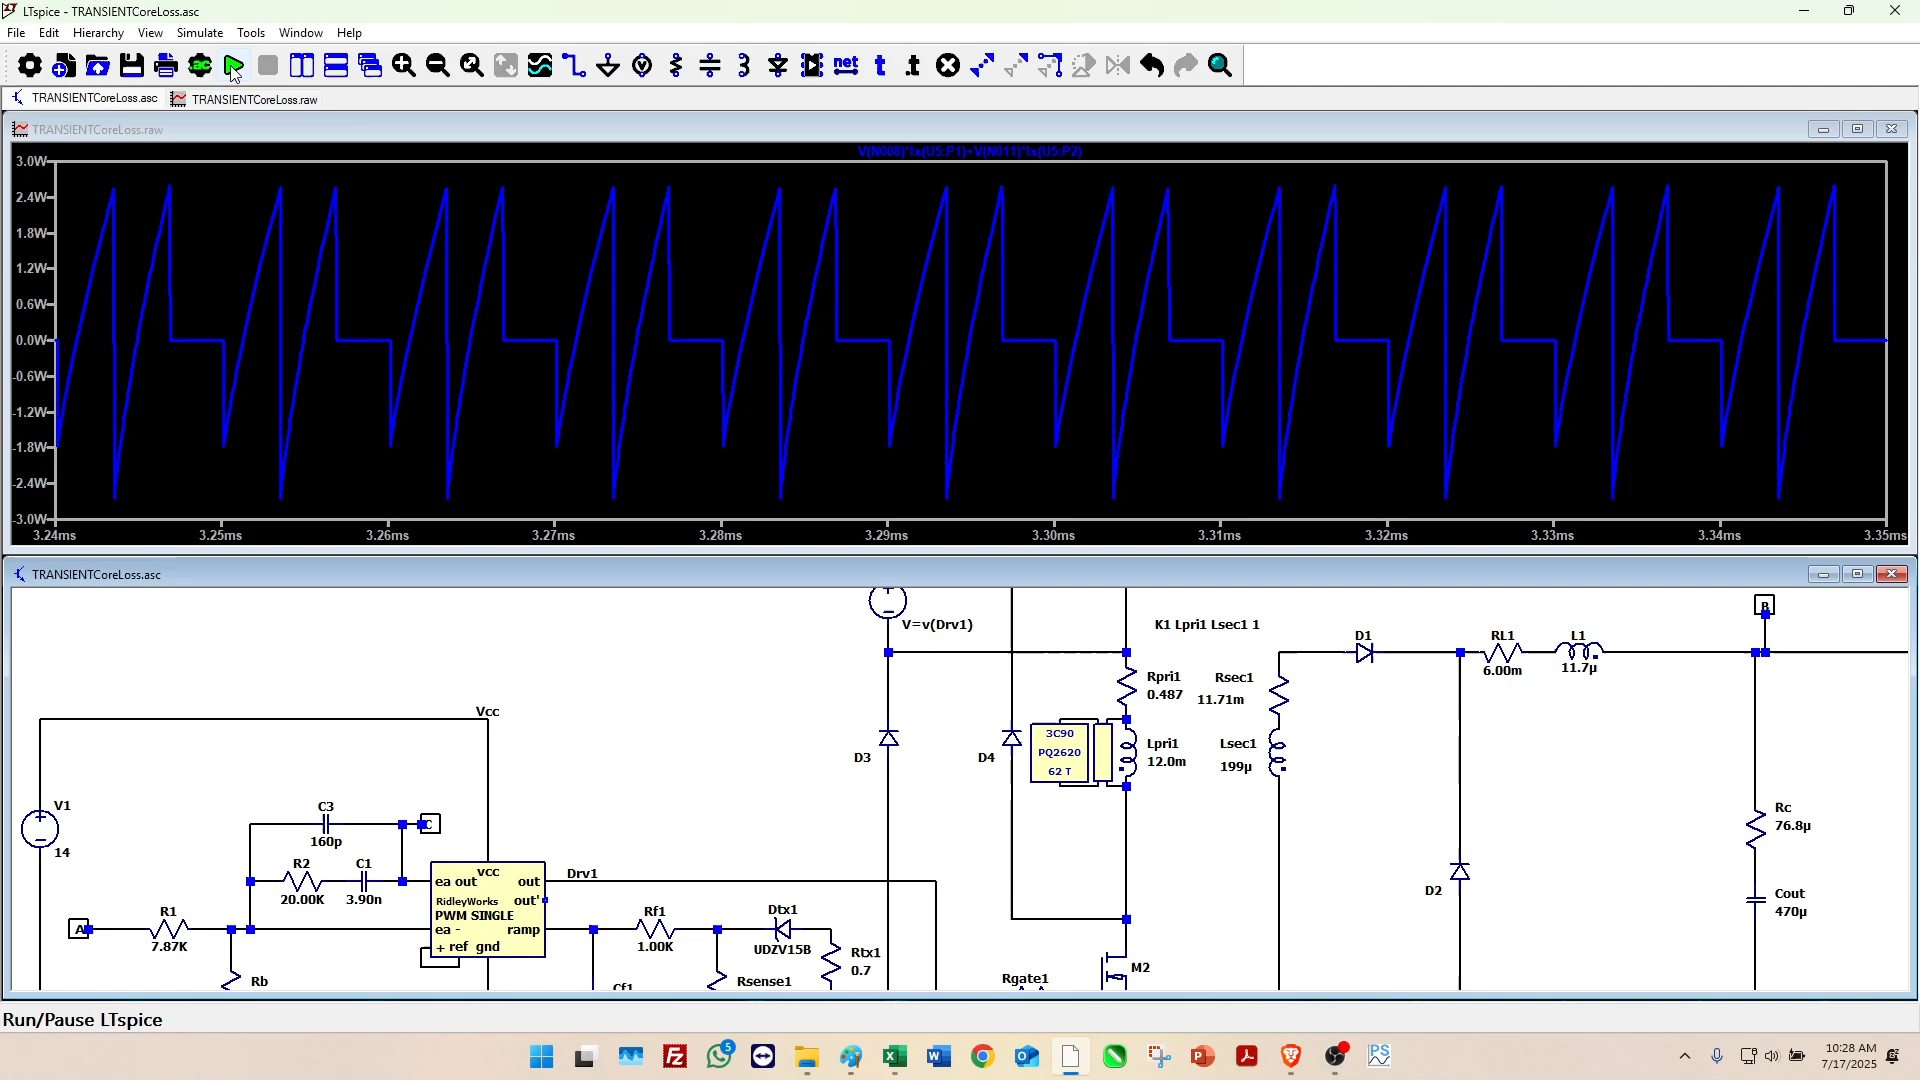 LTspice - TRANSIENTCoreLoss.asc
File Edit Hierarchy View Simulate Tools Window Help
.ac net t .t
TRANSIENTCoreLoss.asc TRANSIENTCoreLoss.raw
TRANSIENTCoreLoss.raw
V(N008)*Ix(U5:P1)+V(N011)*Ix(U5:P2)
3.0W
2.4W
1.8W
1.2W
0.6W
0.0W
-0.6W
-1.2W
-1.8W
-2.4W
-3.0W
3.24ms 3.25ms 3.26ms 3.27ms 3.28ms 3.29ms 3.30ms 3.31ms 3.32ms 3.33ms 3.34ms 3.35ms
TRANSIENTCoreLoss.asc
B
V=v(Drv1)
K1 Lpri1 Lsec1 1
D1
RL1
6.00m
L1
11.7µ
Rpri1
0.487
Rsec1
11.71m
Vcc
D3
D4
3C90
PQ2620
62 T
Lpri1
12.0m
Lsec1
199µ
V1
14
C3
160p
C
Rc
76.8µ
R2
20.00K
C1
3.90n
vcc
ea out out
RidleyWorks out'
PWM SINGLE
ea - ramp
+ ref gnd
Drv1
D2
Cout
470µ
A
R1
7.87K
Rf1
1.00K
Dtx1
UDZV15B
Rtx1
0.7
M2
Rb
Cf1
Rsense1
Rgate1
Run/Pause LTspice
5
PS
10:28 AM
7/17/2025